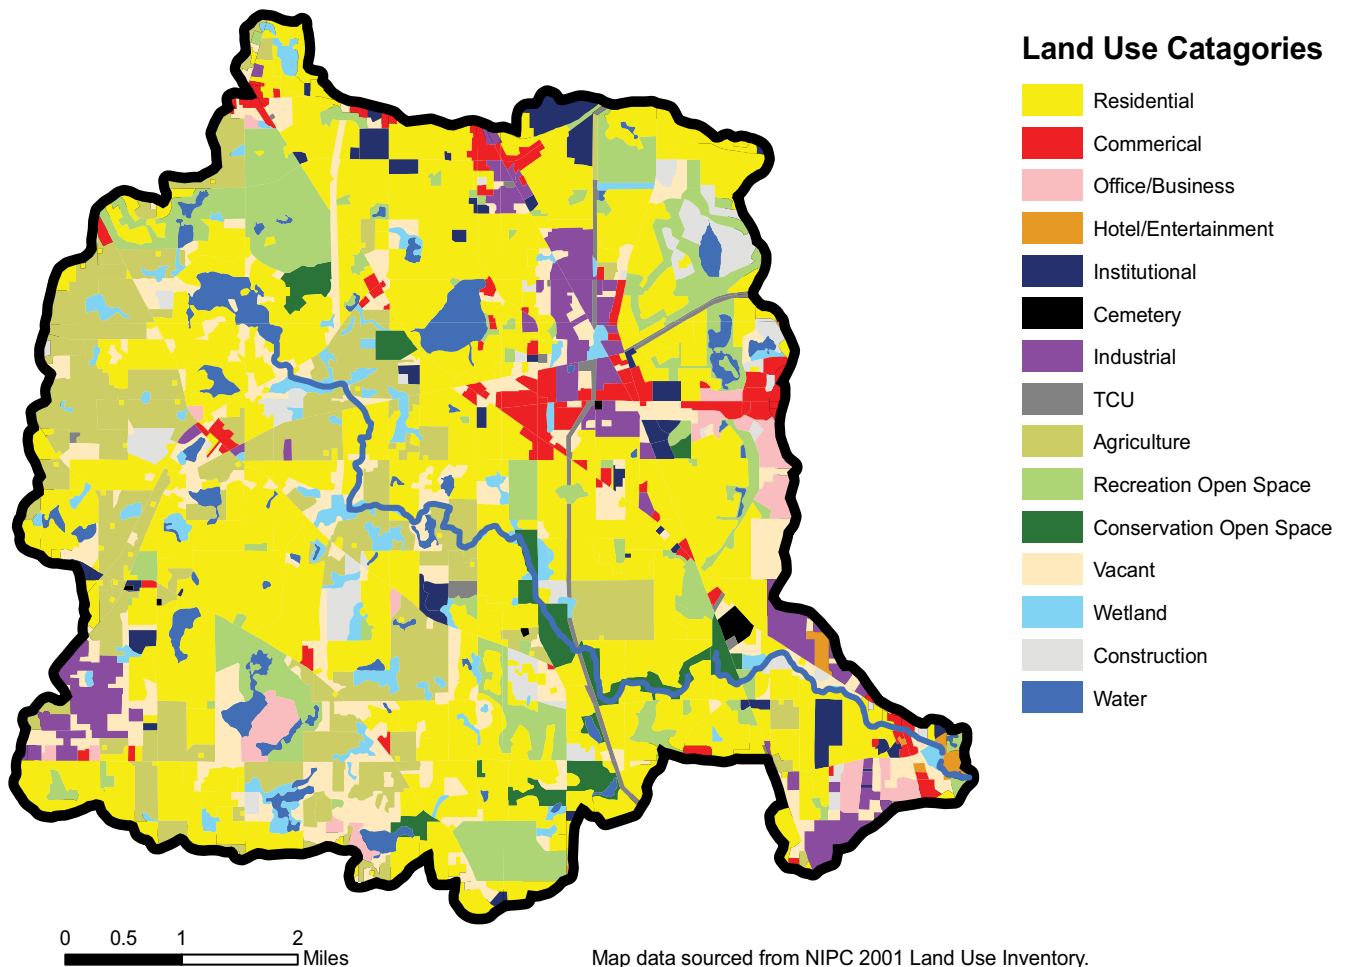 Land Use Catagories
Residential
Commerical
Office/Business
Hotel/Entertainment
Institutional
Cemetery
Industrial
TCU
Agriculture
Recreation Open Space
Conservation Open Space
Vacant
Wetland
Construction
Water
0 0.5 1 2
Miles
Map data sourced from NIPC 2001 Land Use Inventory.